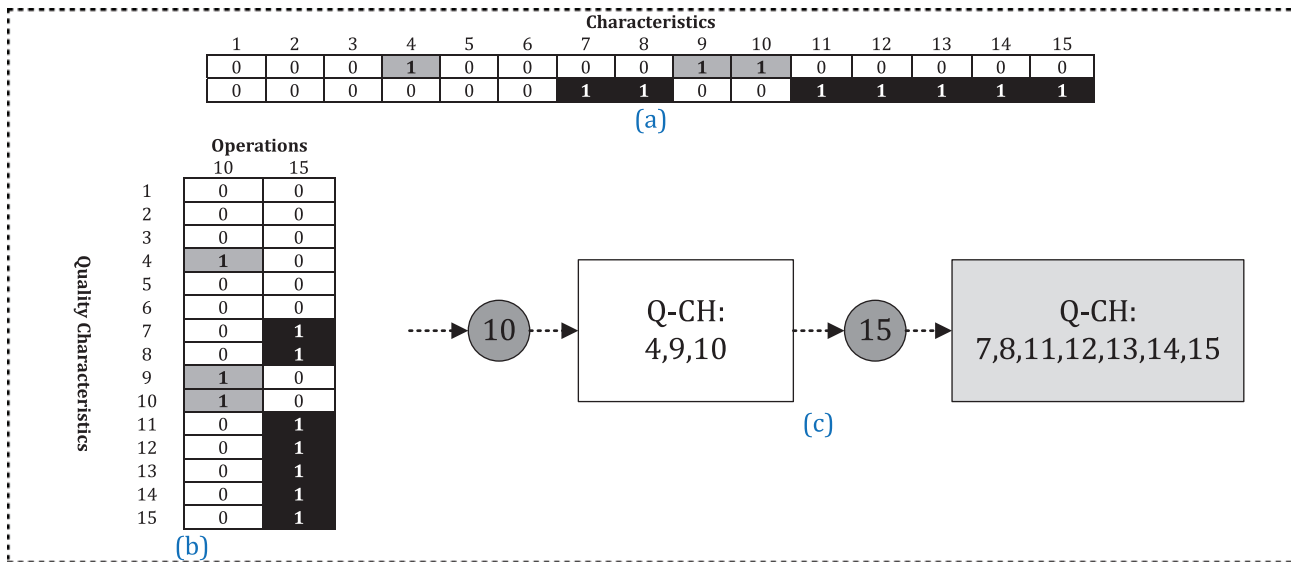 Characteristics
1 2 3 4 5 6 7 8 9 10 11 12 13 14 15
0 0 0 1 0 0 0 0 1 1 0 0 0 0 0
0 0 0 0 0 0 1 1 0 0 1 1 1 1 1
(a)
Operations
10 15
Quality Characteristics
1 0 0
2 0 0
3 0 0
4 1 0
5 0 0
6 0 0
7 0 1
8 0 1
9 1 0
10 1 0
11 0 1
12 0 1
13 0 1
14 0 1
15 0 1
(b)
10
Q-CH:
4,9,10
15
Q-CH:
7,8,11,12,13,14,15
(c)